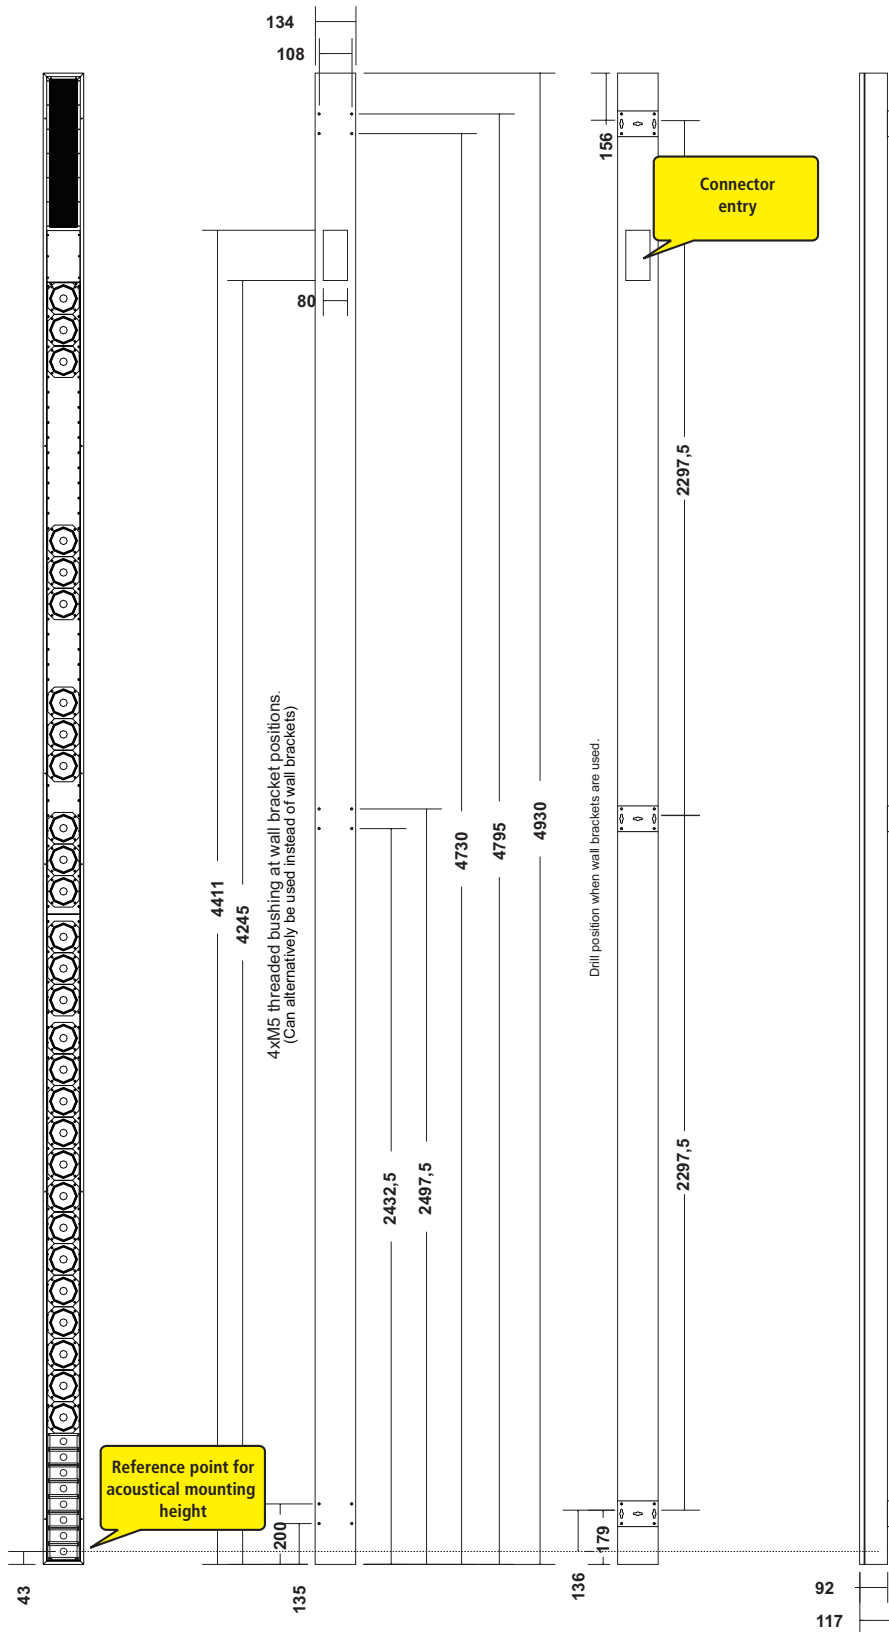 134
108
156
Connector
entry
80
2297,5
4xM5 threaded bushing at wall bracket positions.
(Can alternatively be used instead of wall brackets)
Drill position when wall brackets are used.
4930
4795
4730
4411
4245
2497,5
2432,5
2297,5
Reference point for
acoustical mounting
height
200
179
43
135
136
92
117